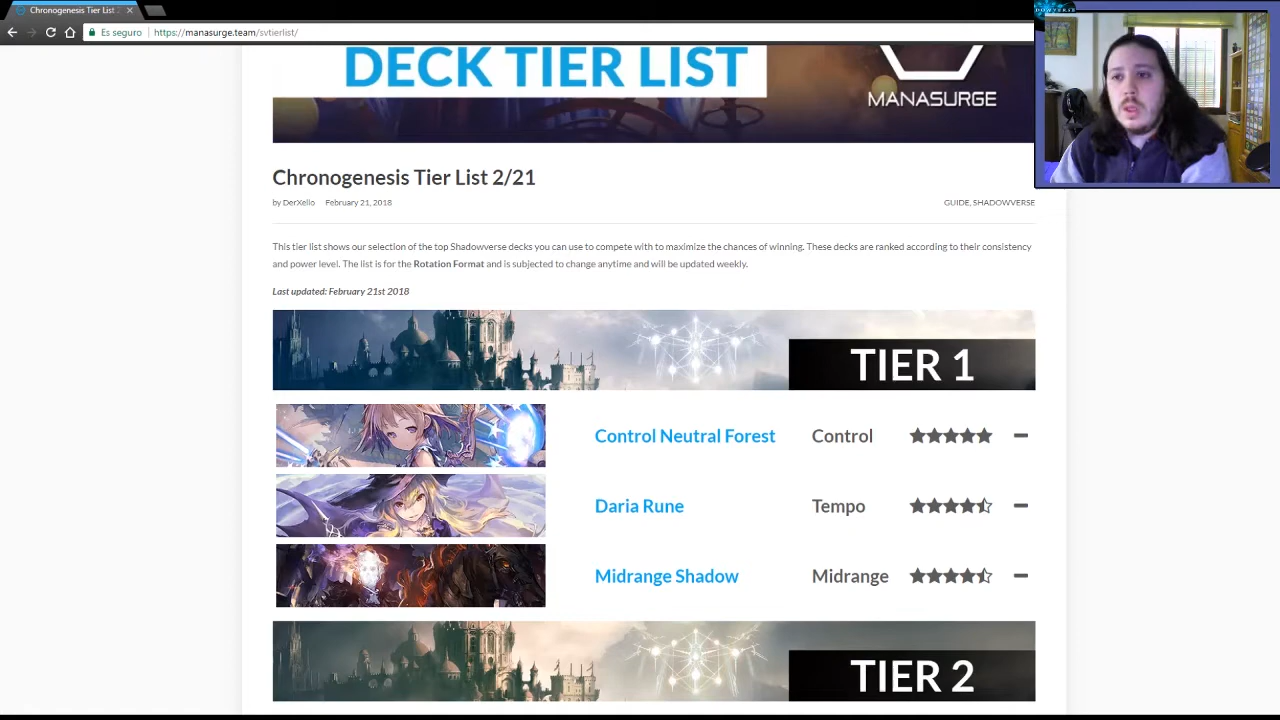 Chronogenesis Tier List
Es seguro
https://manasurge.team/svtierlist/
DECK TIER LIST
MANASURGE
Chronogenesis Tier List 2/21
by DerXello February 21, 2018
GUIDE, SHADOWVERSE
This tier list shows our selection of the top Shadowverse decks you can use to compete with to maximize the chances of winning. These decks are ranked according to their consistency
and power level. The list is for the Rotation Format and is subjected to change anytime and will be updated weekly.
Last updated: February 21st 2018
TIER 1
Control Neutral Forest Control
Daria Rune Tempo
Midrange Shadow Midrange
TIER 2